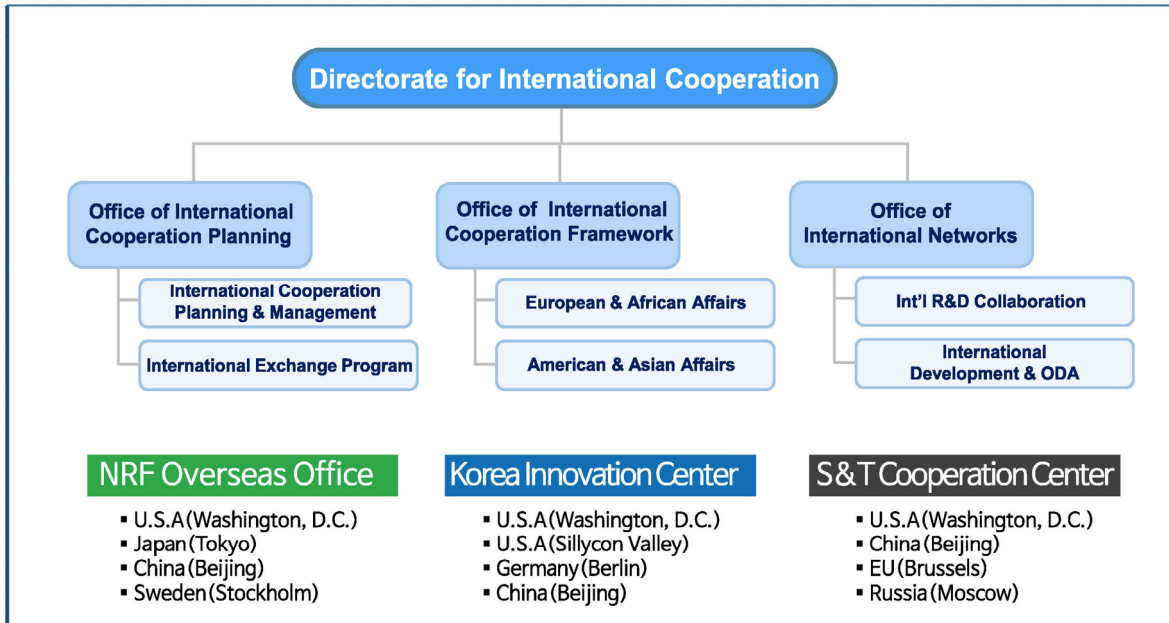 Directorate for International Cooperation
Office of International
Cooperation Planning
International Cooperation
Planning & Management
International Exchange Program
Office of International
Cooperation Framework
European & African Affairs
American & Asian Affairs
Office of
International Networks
Int'l R&D Collaboration
International
Development & ODA
NRF Overseas Office
▪ U.S.A(Washington, D.C.)
▪ Japan(Tokyo)
▪ China(Beijing)
▪ Sweden(Stockholm)
Korea Innovation Center
▪ U.S.A(Washington, D.C.)
▪ U.S.A(Sillycon Valley)
▪ Germany(Berlin)
▪ China(Beijing)
S&T Cooperation Center
▪ U.S.A(Washington, D.C.)
▪ China(Beijing)
▪ EU(Brussels)
▪ Russia(Moscow)